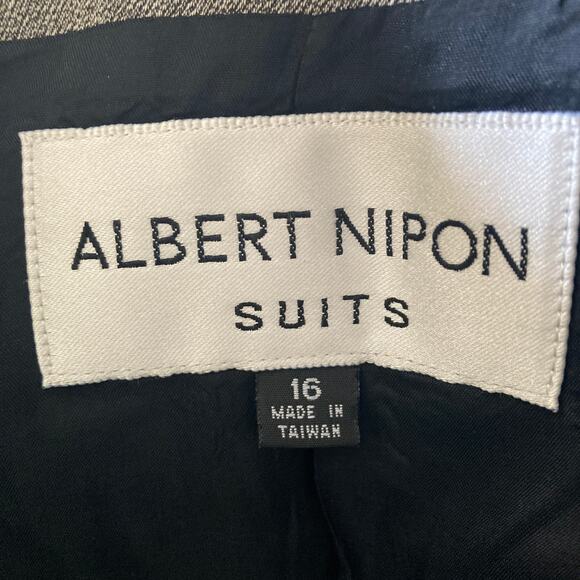 ALBERT NIPON
SUITS
16
MADE IN
TAIWAN